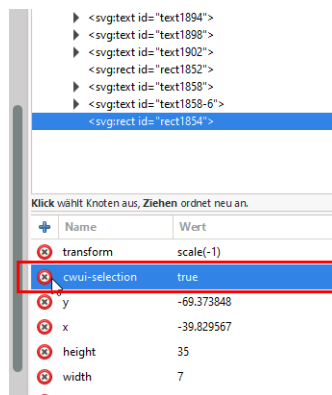 <svg:text id="text1894">
<svg:text id="text1898">
<svg:text id="text1902">
<svg:rect id="rect1852">
<svg:text id="text1858">
<svg:text id="text1858-6">
<svg:rect id="rect1854">
Klick wählt Knoten aus, Ziehen ordnet neu an.
Name Wert
transform scale(-1)
cwui-selection true
y -69.373848
x -39.829567
height 35
width 7